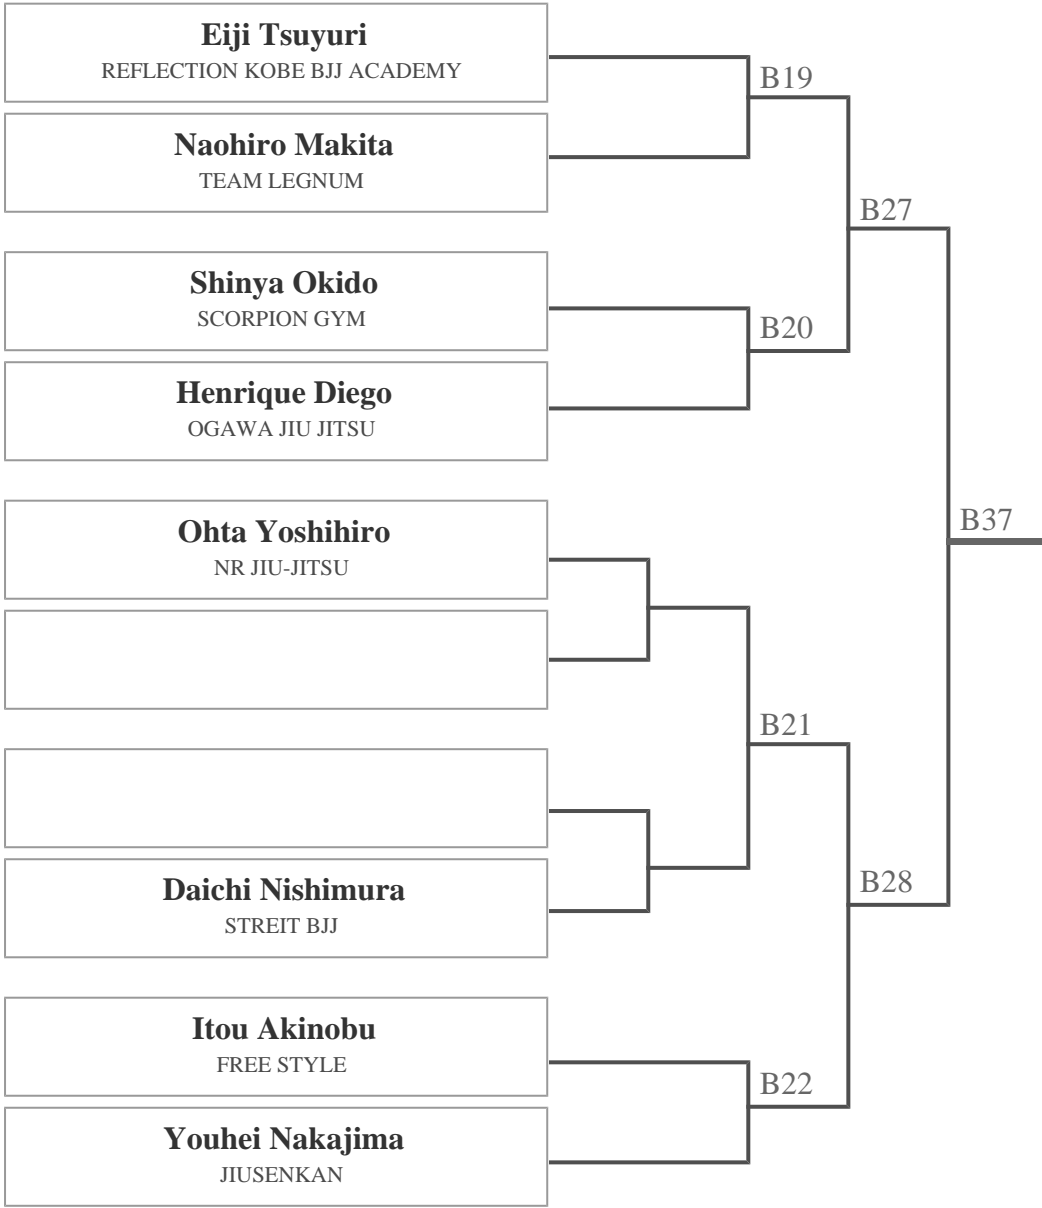 Eiji Tsuyuri
REFLECTION KOBE BJJ ACADEMY
B19
Naohiro Makita
TEAM LEGNUM
B27
Shinya Okido
SCORPION GYM
B20
Henrique Diego
OGAWA JIU JITSU
Ohta Yoshihiro
NR JIU-JITSU
B37
B21
Daichi Nishimura
STREIT BJJ
B28
Itou Akinobu
FREE STYLE
B22
Youhei Nakajima
JIUSENKAN